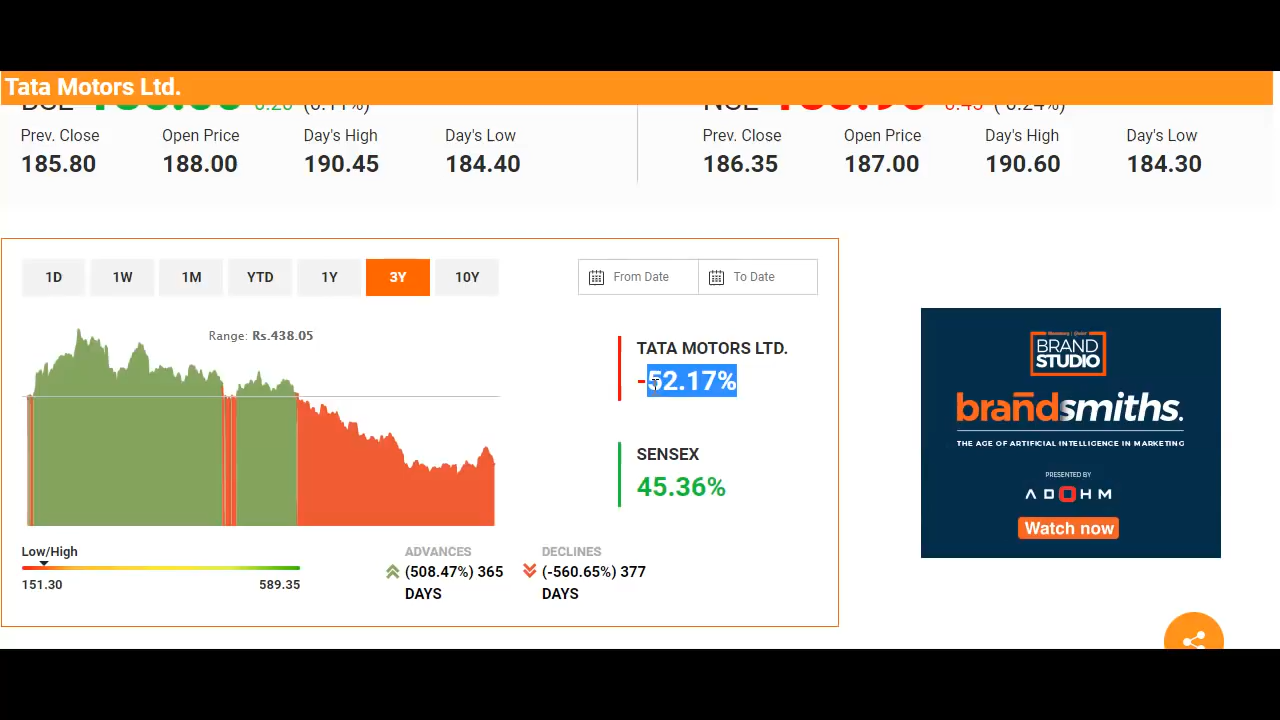 Tata Motors Ltd.
Prev. Close Open Price Day's High Day's Low
185.80 188.00 190.45 184.40
Prev. Close Open Price Day's High Day's Low
186.35 187.00 190.60 184.30
1D 1W 1M YTD 1Y 3Y 10Y
From Date To Date
Range: Rs.438.05
TATA MOTORS LTD.
-52.17%
SENSEX
45.36%
Low/High
151.30 589.35
ADVANCES
(508.47%) 365
DAYS
DECLINES
(-560.65%) 377
DAYS
BRAND
STUDIO
brandsmiths.
THE AGE OF ARTIFICIAL INTELLIGENCE IN MARKETING
PRESENTED BY
ADOHM
Watch now